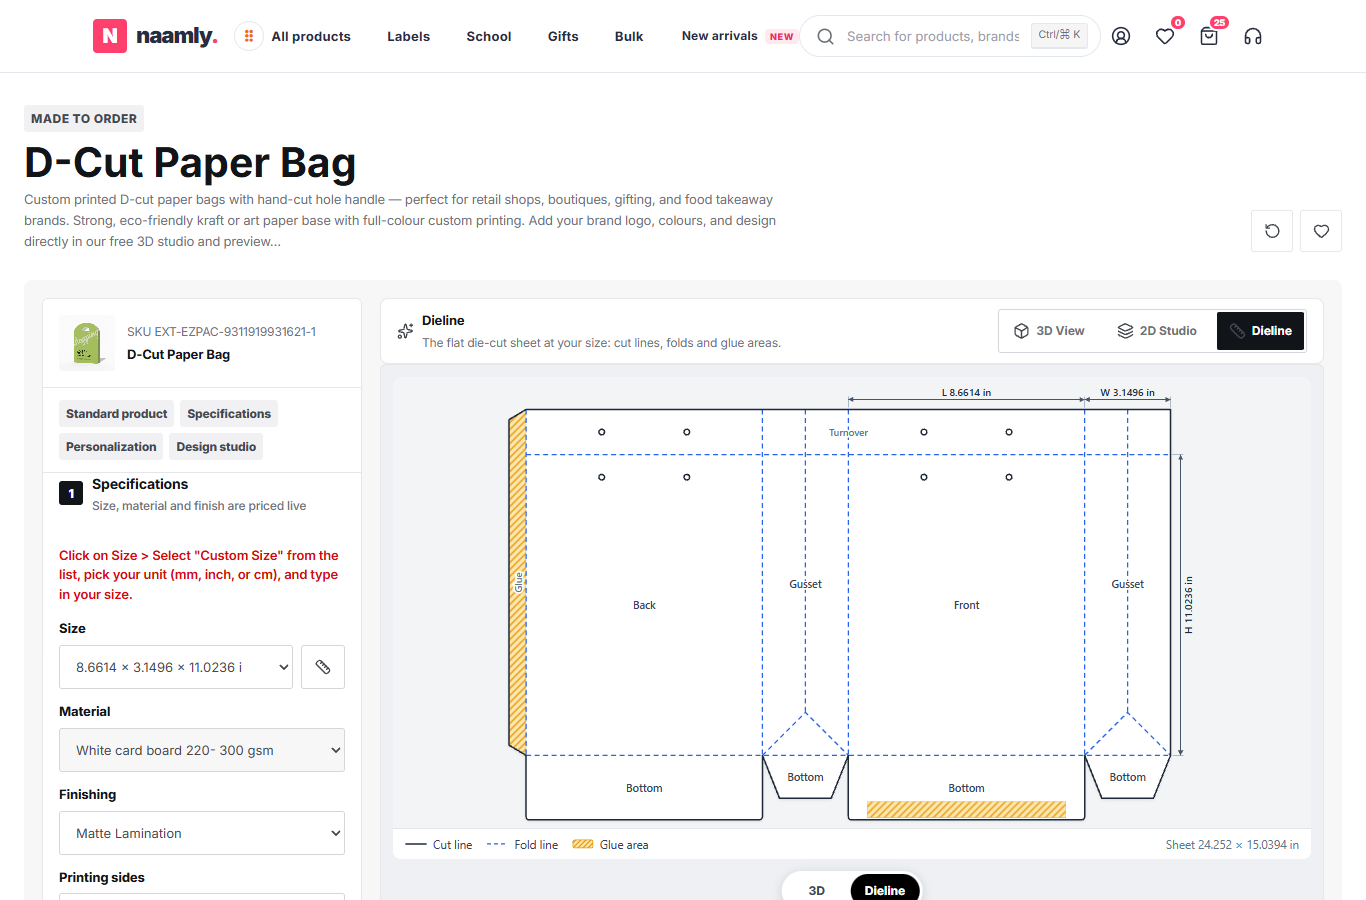 N naamly.
All products
Labels
School
Gifts
Bulk
New arrivals NEW
Search for products, brands
Ctrl/⌘ K
0
25
MADE TO ORDER
D-Cut Paper Bag
Custom printed D-cut paper bags with hand-cut hole handle — perfect for retail shops, boutiques, gifting, and food takeaway
brands. Strong, eco-friendly kraft or art paper base with full-colour custom printing. Add your brand logo, colours, and design
directly in our free 3D studio and preview...
SKU EXT-EZPAC-9311919931621-1
D-Cut Paper Bag
Standard product
Specifications
Personalization
Design studio
1
Specifications
Size, material and finish are priced live
Click on Size > Select "Custom Size" from the
list, pick your unit (mm, inch, or cm), and type
in your size.
Size
8.6614 × 3.1496 × 11.0236 i
Material
White card board 220- 300 gsm
Finishing
Matte Lamination
Printing sides
Dieline
The flat die-cut sheet at your size: cut lines, folds and glue areas.
3D View
2D Studio
Dieline
L 8.6614 in
W 3.1496 in
Turnover
Glue
Back
Gusset
Front
Gusset
H 11.0236 in
Bottom
Bottom
Bottom
Bottom
Cut line
Fold line
Glue area
Sheet 24.252 × 15.0394 in
3D
Dieline